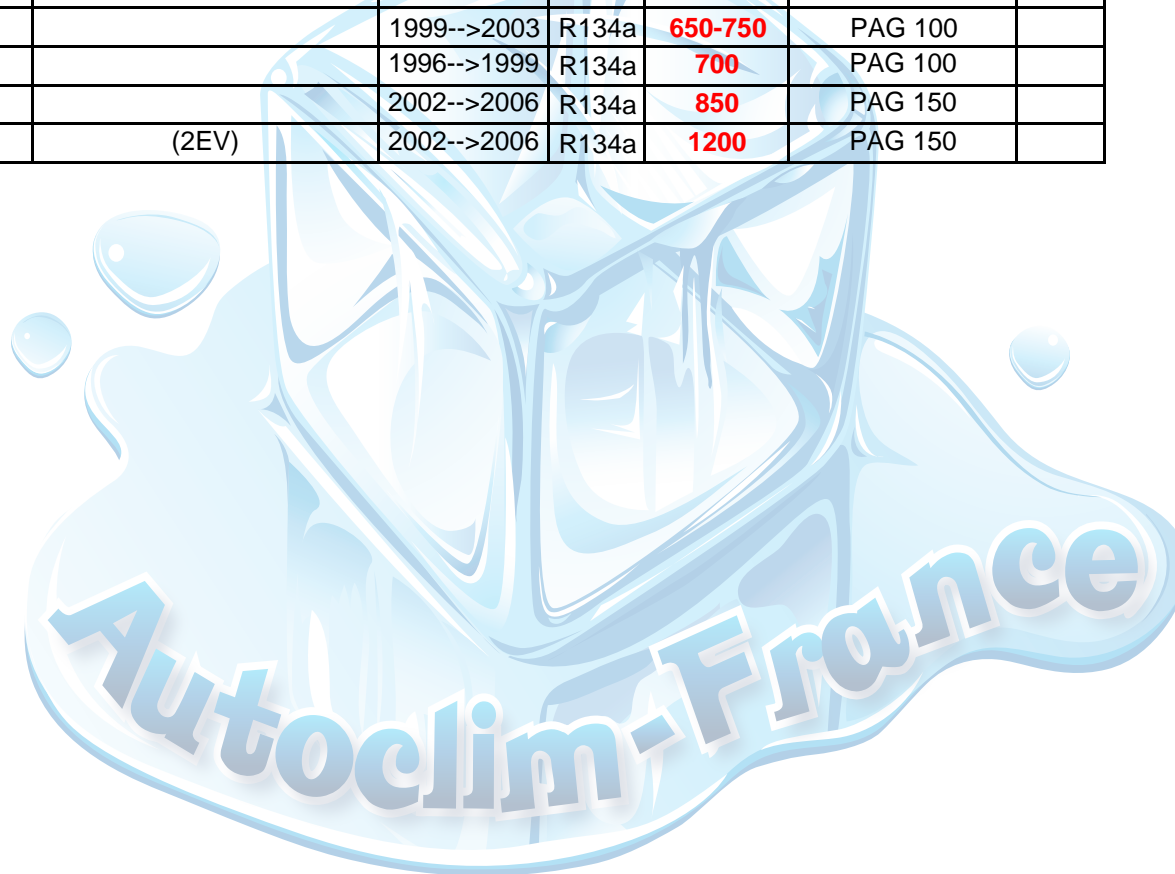 1999-->2003 R134a 650-750 PAG 100
1996-->1999 R134a 700 PAG 100
2002-->2006 R134a 850 PAG 150
(2EV) 2002-->2006 R134a 1200 PAG 150
Autoclim-France